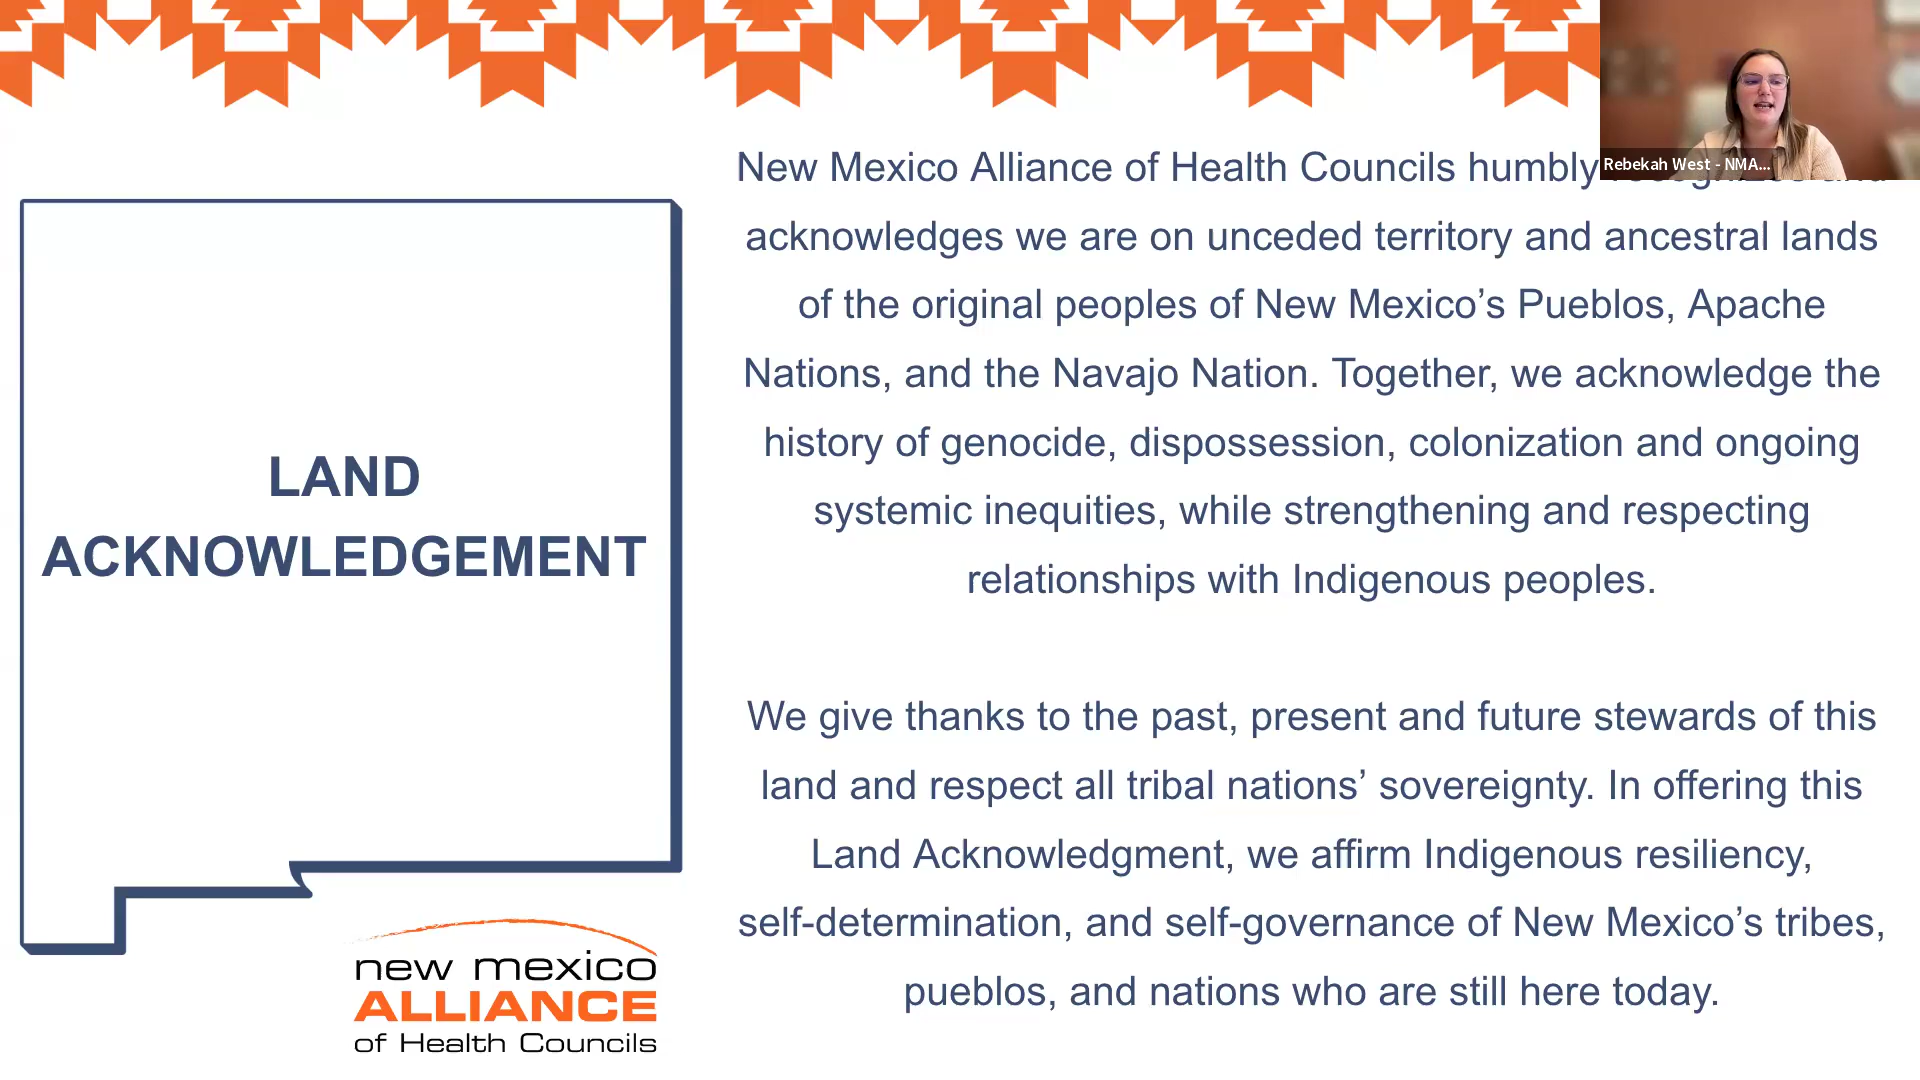 Rebekah West - NMA...
New Mexico Alliance of Health Councils humbly
acknowledges we are on unceded territory and ancestral lands
of the original peoples of New Mexico’s Pueblos, Apache
Nations, and the Navajo Nation. Together, we acknowledge the
history of genocide, dispossession, colonization and ongoing
systemic inequities, while strengthening and respecting
relationships with Indigenous peoples.
We give thanks to the past, present and future stewards of this
land and respect all tribal nations’ sovereignty. In offering this
Land Acknowledgment, we affirm Indigenous resiliency,
self-determination, and self-governance of New Mexico’s tribes,
pueblos, and nations who are still here today.
LAND
ACKNOWLEDGEMENT
new mexico
ALLIANCE
of Health Councils